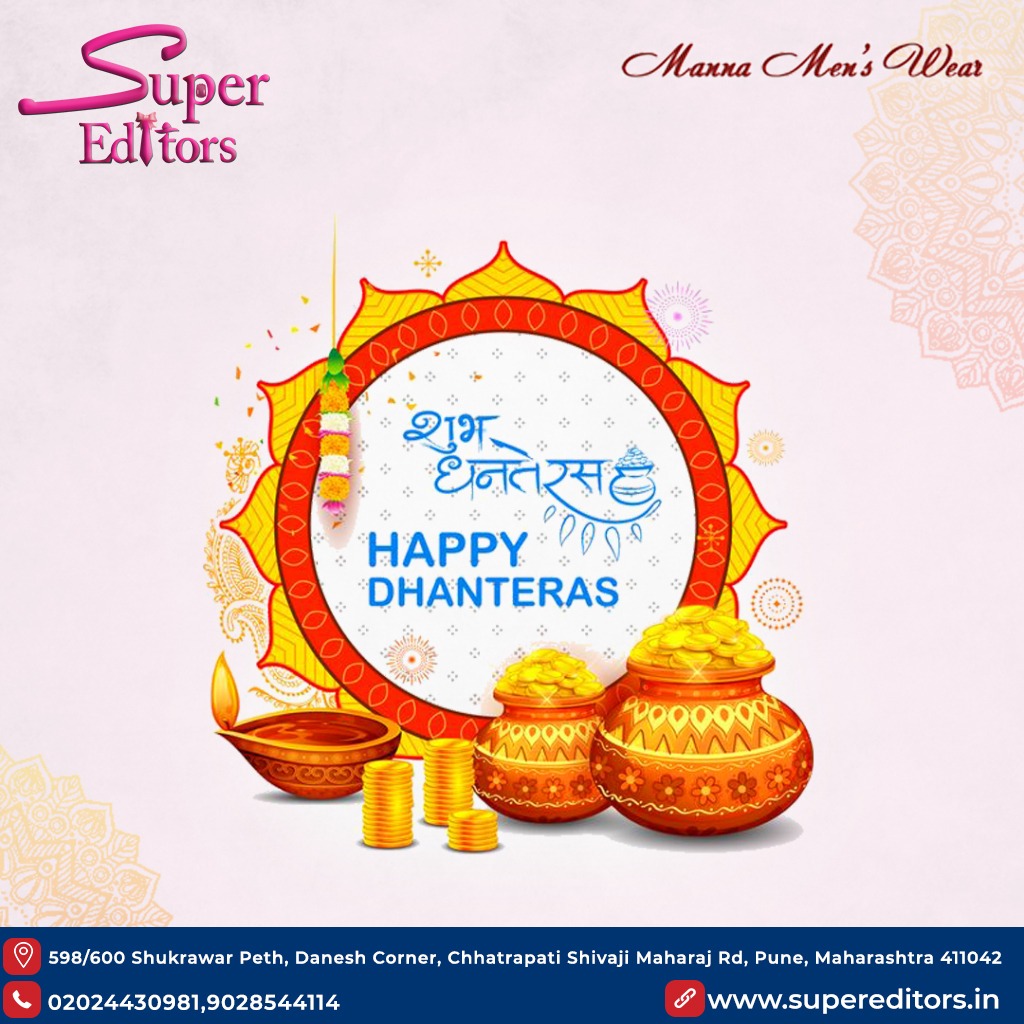 Super
Editors
Manna Men's Wear
शुभ
धनतेरस
HAPPY
DHANTERAS
598/600 Shukrawar Peth, Danesh Corner, Chhatrapati Shivaji Maharaj Rd, Pune, Maharashtra 411042
02024430981,9028544114
www.supereditors.in